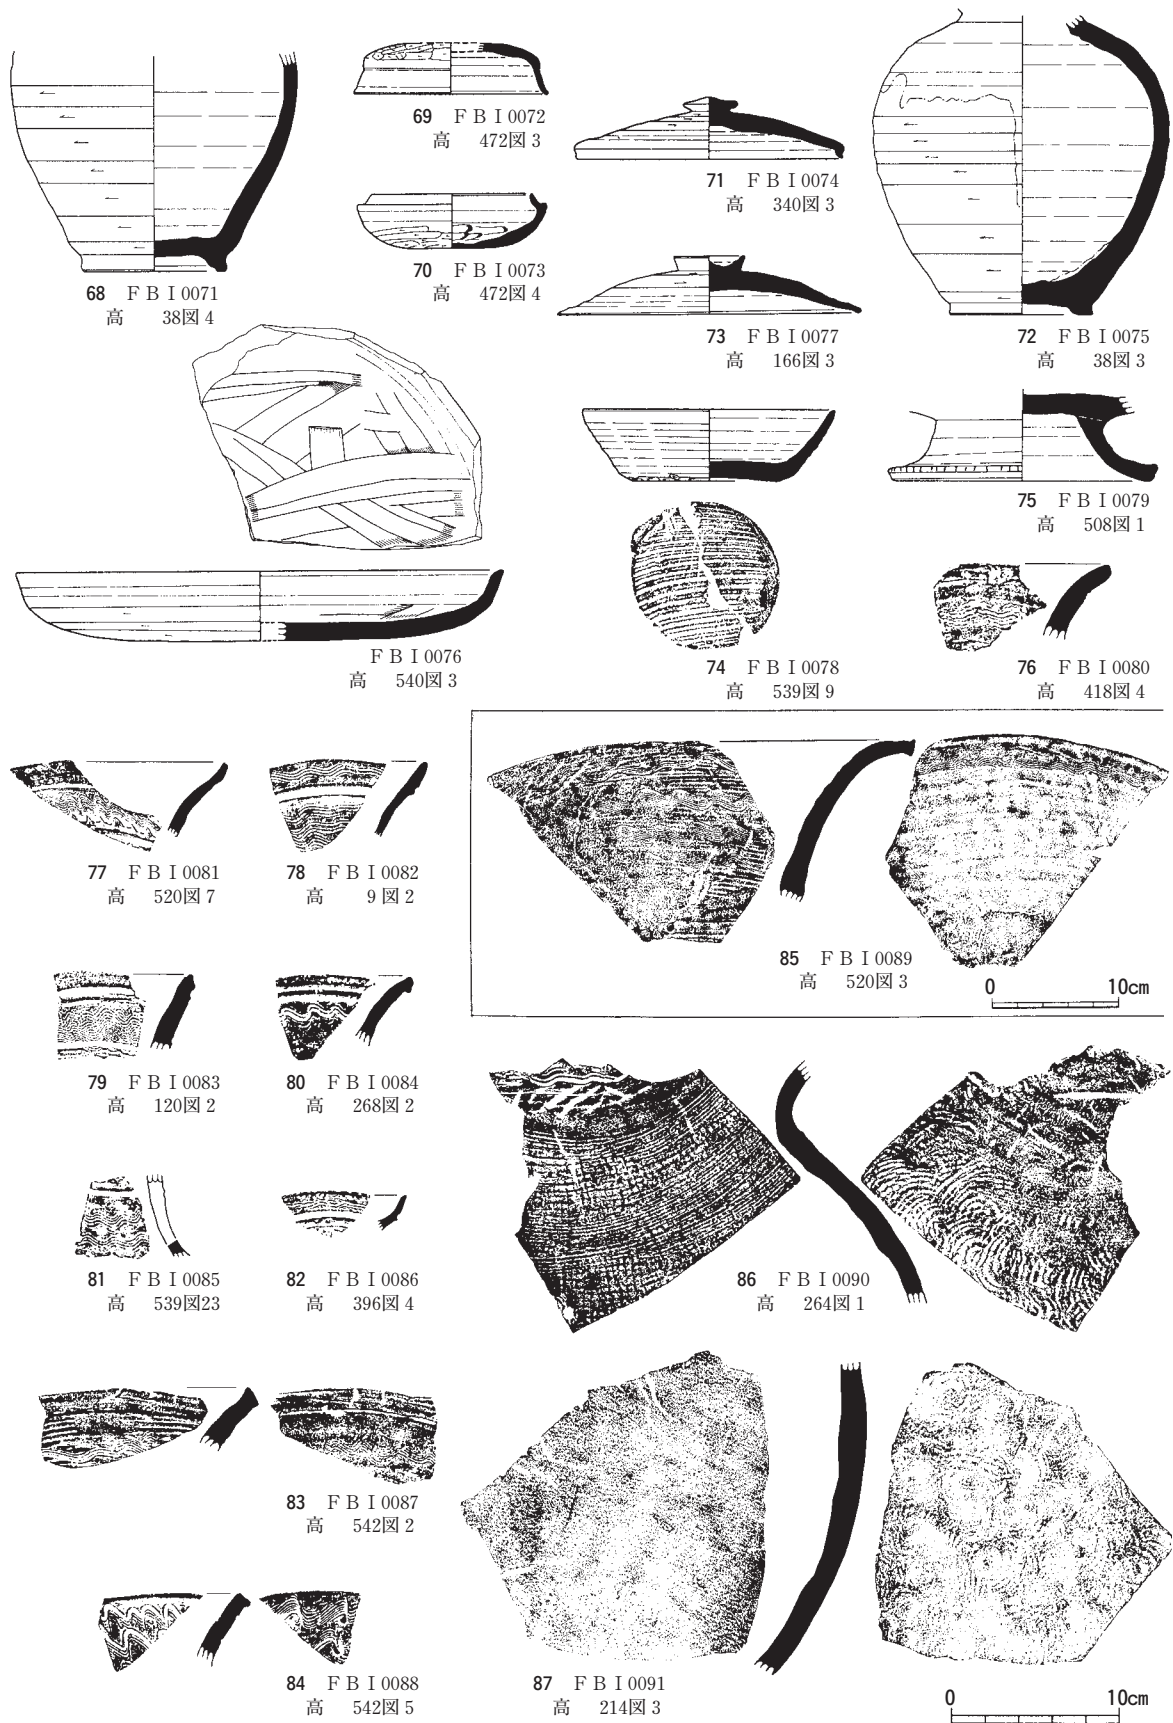 68 ＦＢⅠ0071
高 38図４
69 ＦＢⅠ0072
高 472図３
70 ＦＢⅠ0073
高 472図４
71 ＦＢⅠ0074
高 340図３
73 ＦＢⅠ0077
高 166図３
72 ＦＢⅠ0075
高 38図３
ＦＢⅠ0076
高 540図３
74 ＦＢⅠ0078
高 539図９
75 ＦＢⅠ0079
高 508図１
76 ＦＢⅠ0080
高 418図４
77 ＦＢⅠ0081
高 520図７
78 ＦＢⅠ0082
高 9図２
79 ＦＢⅠ0083
高 120図２
80 ＦＢⅠ0084
高 268図２
81 ＦＢⅠ0085
高 539図23
82 ＦＢⅠ0086
高 396図４
83 ＦＢⅠ0087
高 542図２
84 ＦＢⅠ0088
高 542図５
85 ＦＢⅠ0089
高 520図３
0 10cm
86 ＦＢⅠ0090
高 264図１
87 ＦＢⅠ0091
高 214図３
0 10cm